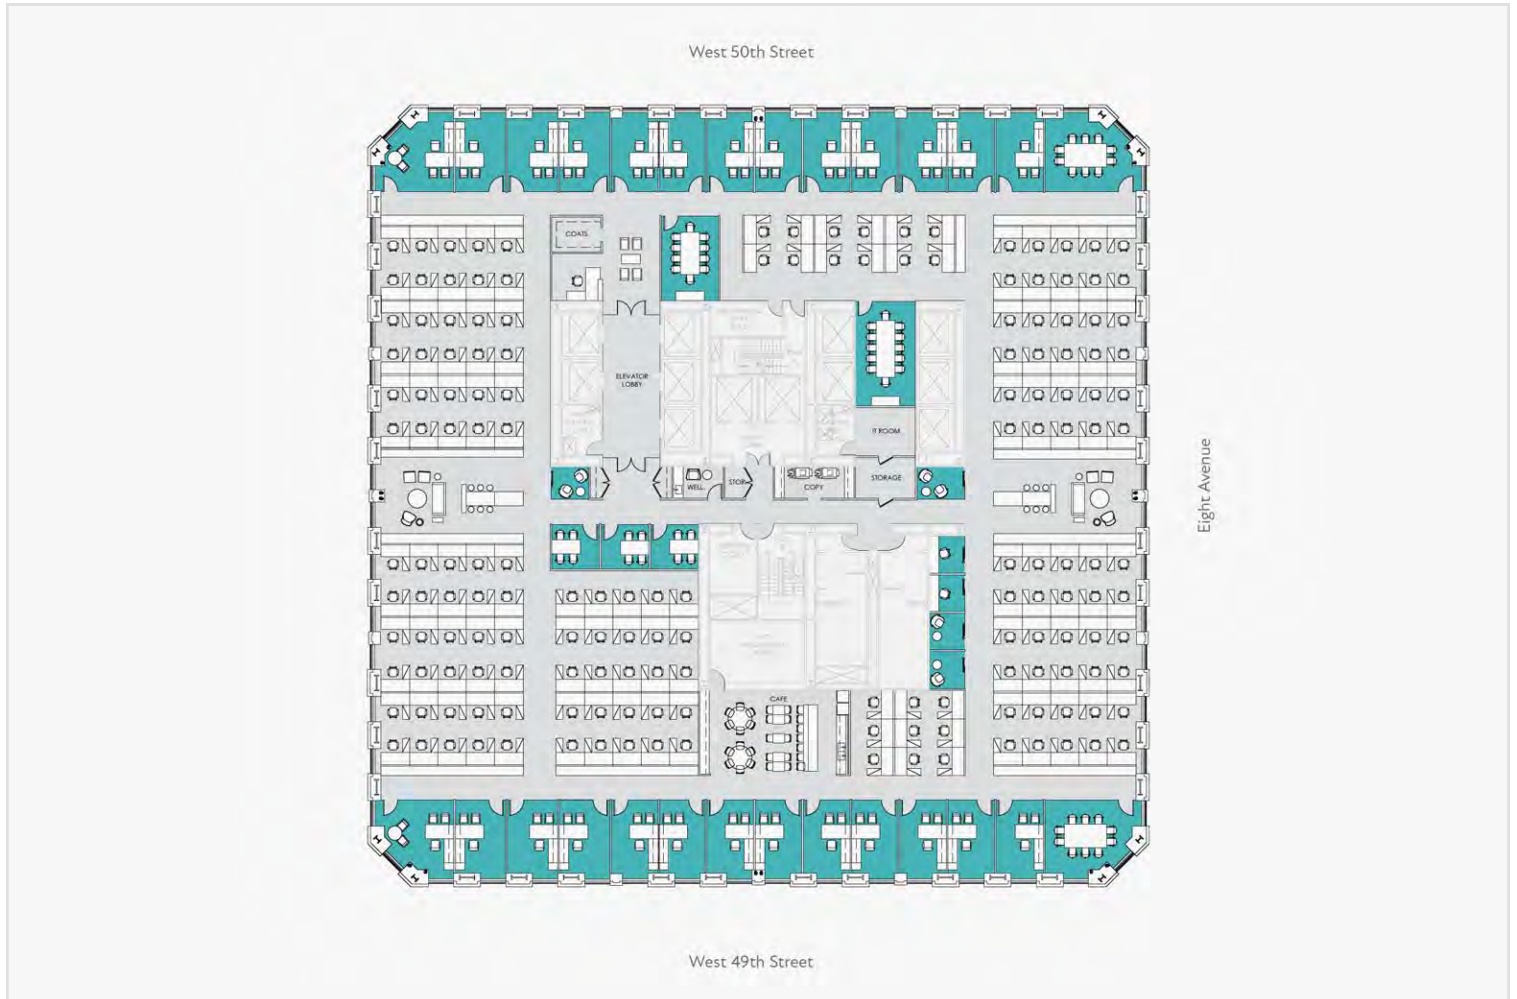 West 50th Street
COATS
ELEVATOR
LOBBY
IT ROOM
WELL.
STOR.
COPY
STORAGE
Eight Avenue
CAFE
West 49th Street